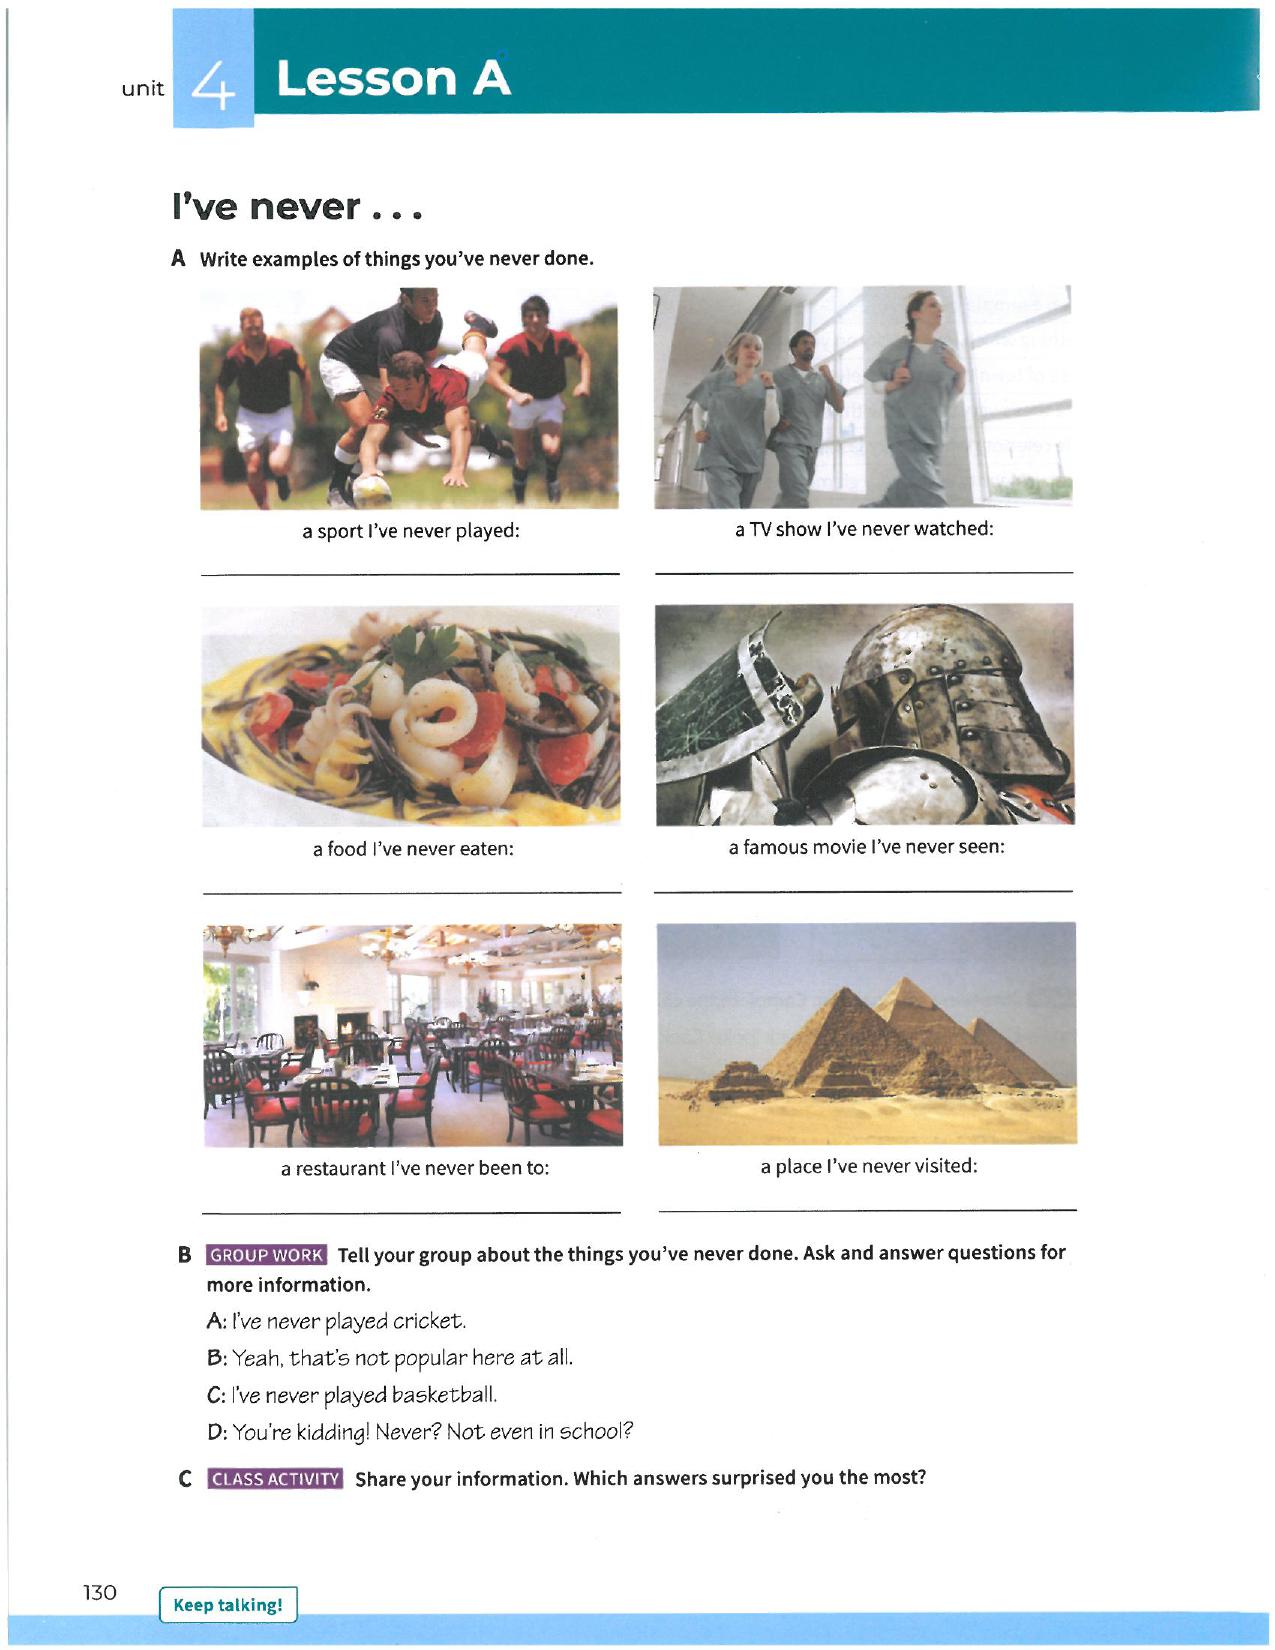 unit 4 Lesson A
I've never . . .
A Write examples of things you've never done.
a sport I've never played:
a TV show I've never watched:
a food I've never eaten:
a famous movie I've never seen:
a restaurant I've never been to:
a place I've never visited:
B GROUP WORK Tell your group about the things you've never done. Ask and answer questions for
more information.
A: I've never played cricket.
B: Yeah, that's not popular here at all.
C: I've never played basketball.
D: You're kidding! Never? Not even in school?
C CLASS ACTIVITY Share your information. Which answers surprised you the most?
130 Keep talking!